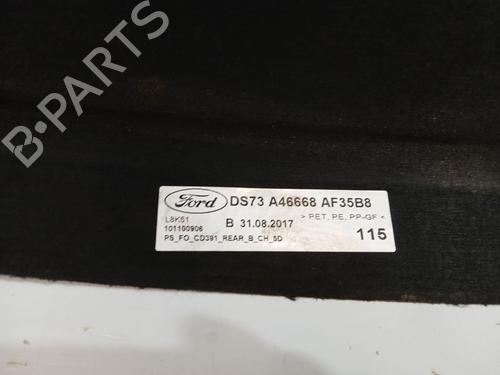 B-PARTS
Ford DS73 A46668 AF35B8
L8K51 > PET, PE, PP-GF <
101100906 B 31.08.2017
PS_FO_CD391_REAR_B_CH_5D 115